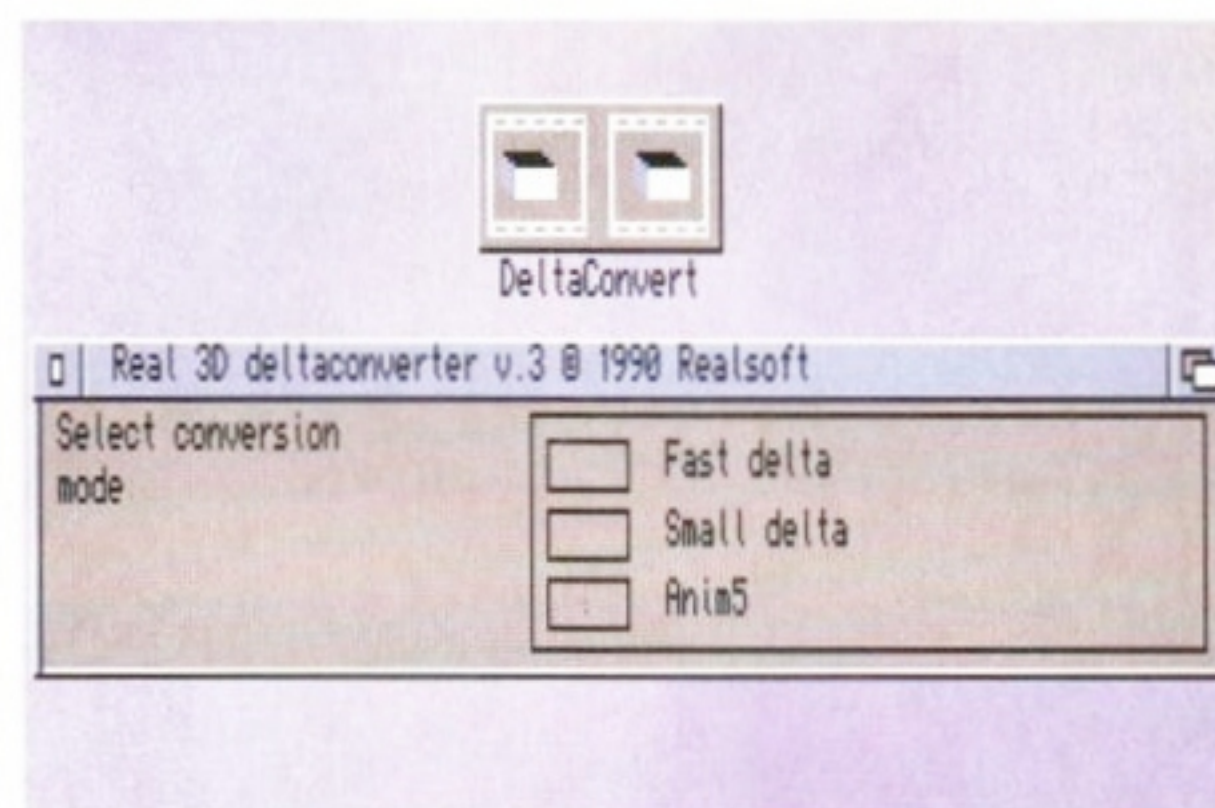 DeltaConvert
Real 3D deltaconverter v.3 @ 1990 Realsoft
Select conversion
mode
Fast delta
Small delta
Anim5